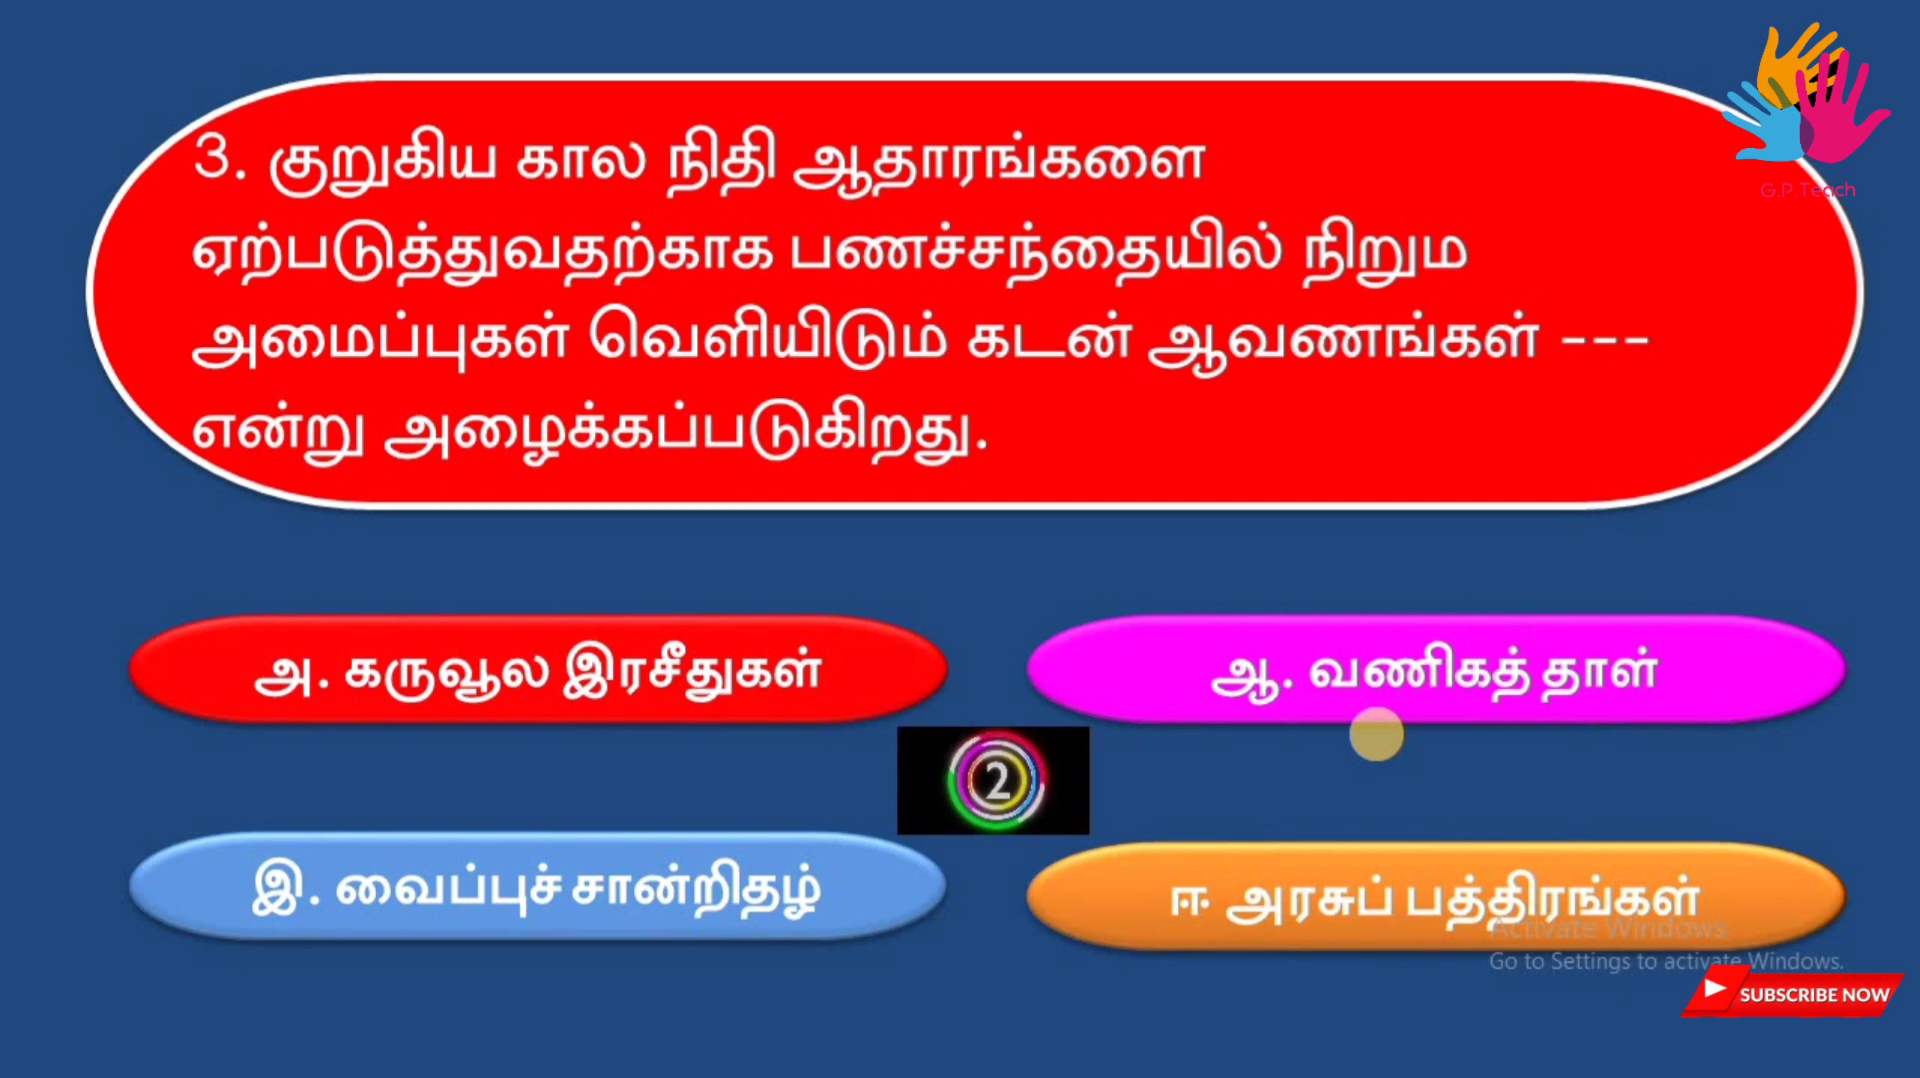 G.P.Teach
3. குறுகிய கால நிதி ஆதாரங்களை
ஏற்படுத்துவதற்காக பணச்சந்தையில் நிறும
அமைப்புகள் வெளியிடும் கடன் ஆவணங்கள் ---
என்று அழைக்கப்படுகிறது.
அ. கருவூல இரசீதுகள்
ஆ. வணிகத் தாள்
2
இ. வைப்புச் சான்றிதழ்
ஈ அரசுப் பத்திரங்கள்
Activate Windows
Go to Settings to activate Windows.
SUBSCRIBE NOW